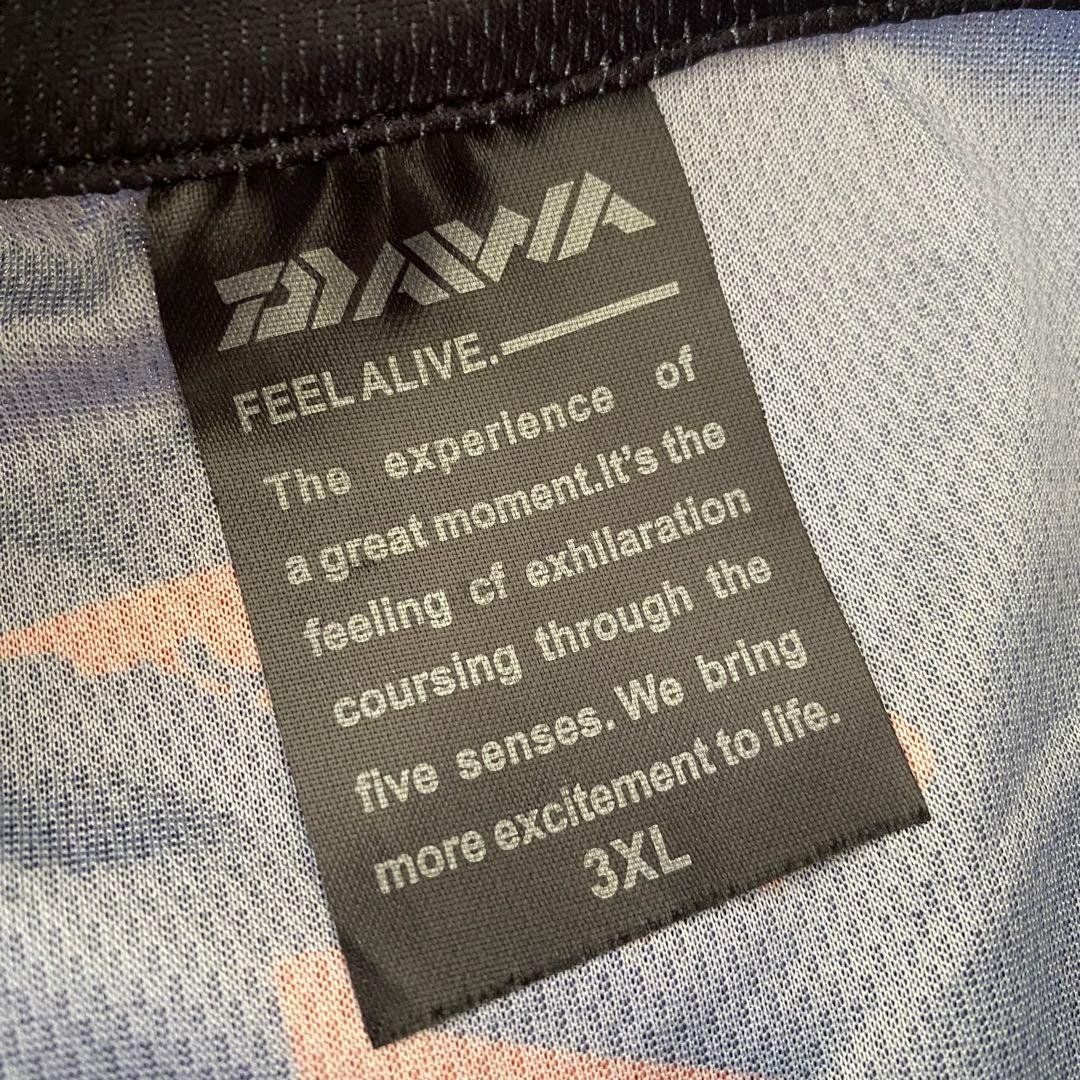 DAIWA
FEEL ALIVE.
The experience of
a great moment.It's the
feeling cf exhilaration
coursing through the
five senses. We bring
more excitement to life.
3XL